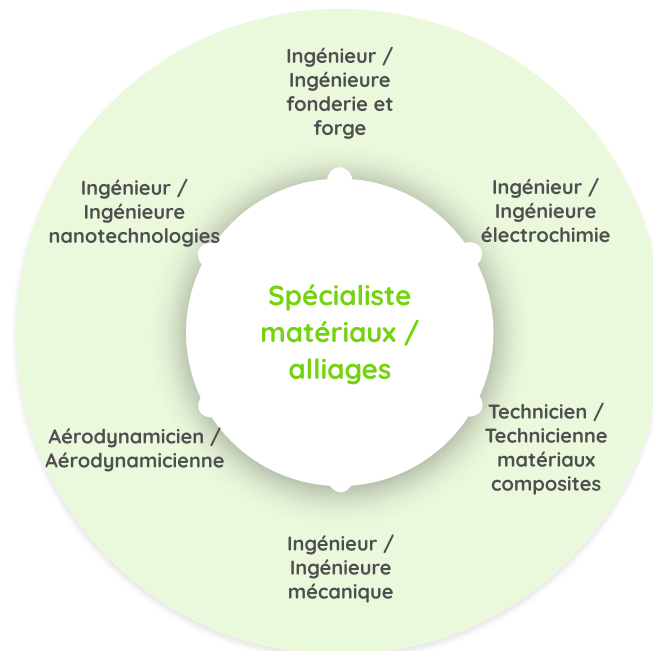 Ingénieur /
Ingénieure
fonderie et
forge
Ingénieur /
Ingénieure
nanotechnologies
Ingénieur /
Ingénieure
électrochimie
Spécialiste
matériaux /
alliages
Aérodynamicien /
Aérodynamicienne
Technicien /
Technicienne
matériaux
composites
Ingénieur /
Ingénieure
mécanique